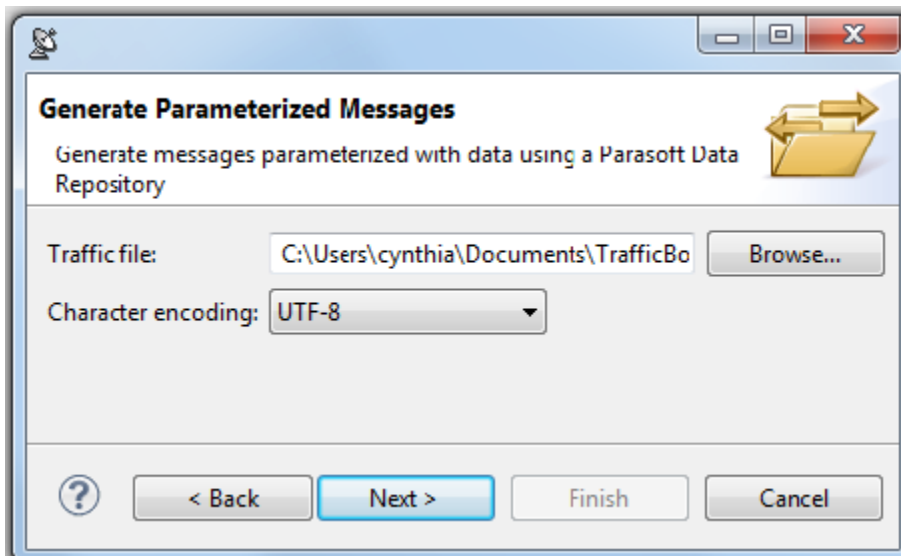 Generate Parameterized Messages
Generate messages parameterized with data using a Parasoft Data
Repository
Traffic file: C:\Users\cynthia\Documents\TrafficBo Browse...
Character encoding: UTF-8
? < Back Next > Finish Cancel